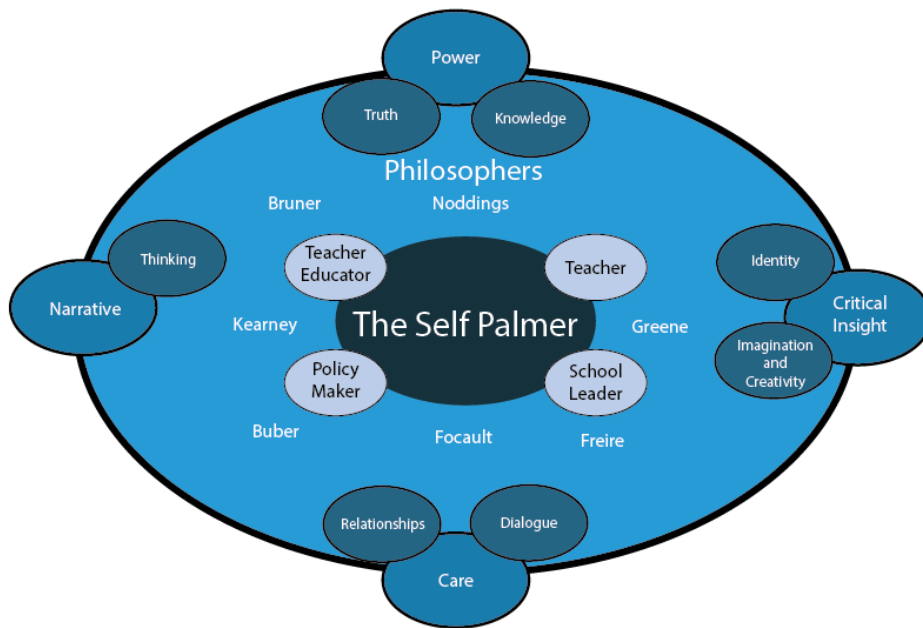 Power
Truth
Knowledge
Philosophers
Bruner
Noddings
Teacher
Educator
Teacher
Thinking
Identity
Narrative
Kearney
The Self Palmer
Greene
Critical
Insight
Imagination
and
Creativity
Policy
Maker
School
Leader
Buber
Focault
Freire
Relationships
Dialogue
Care